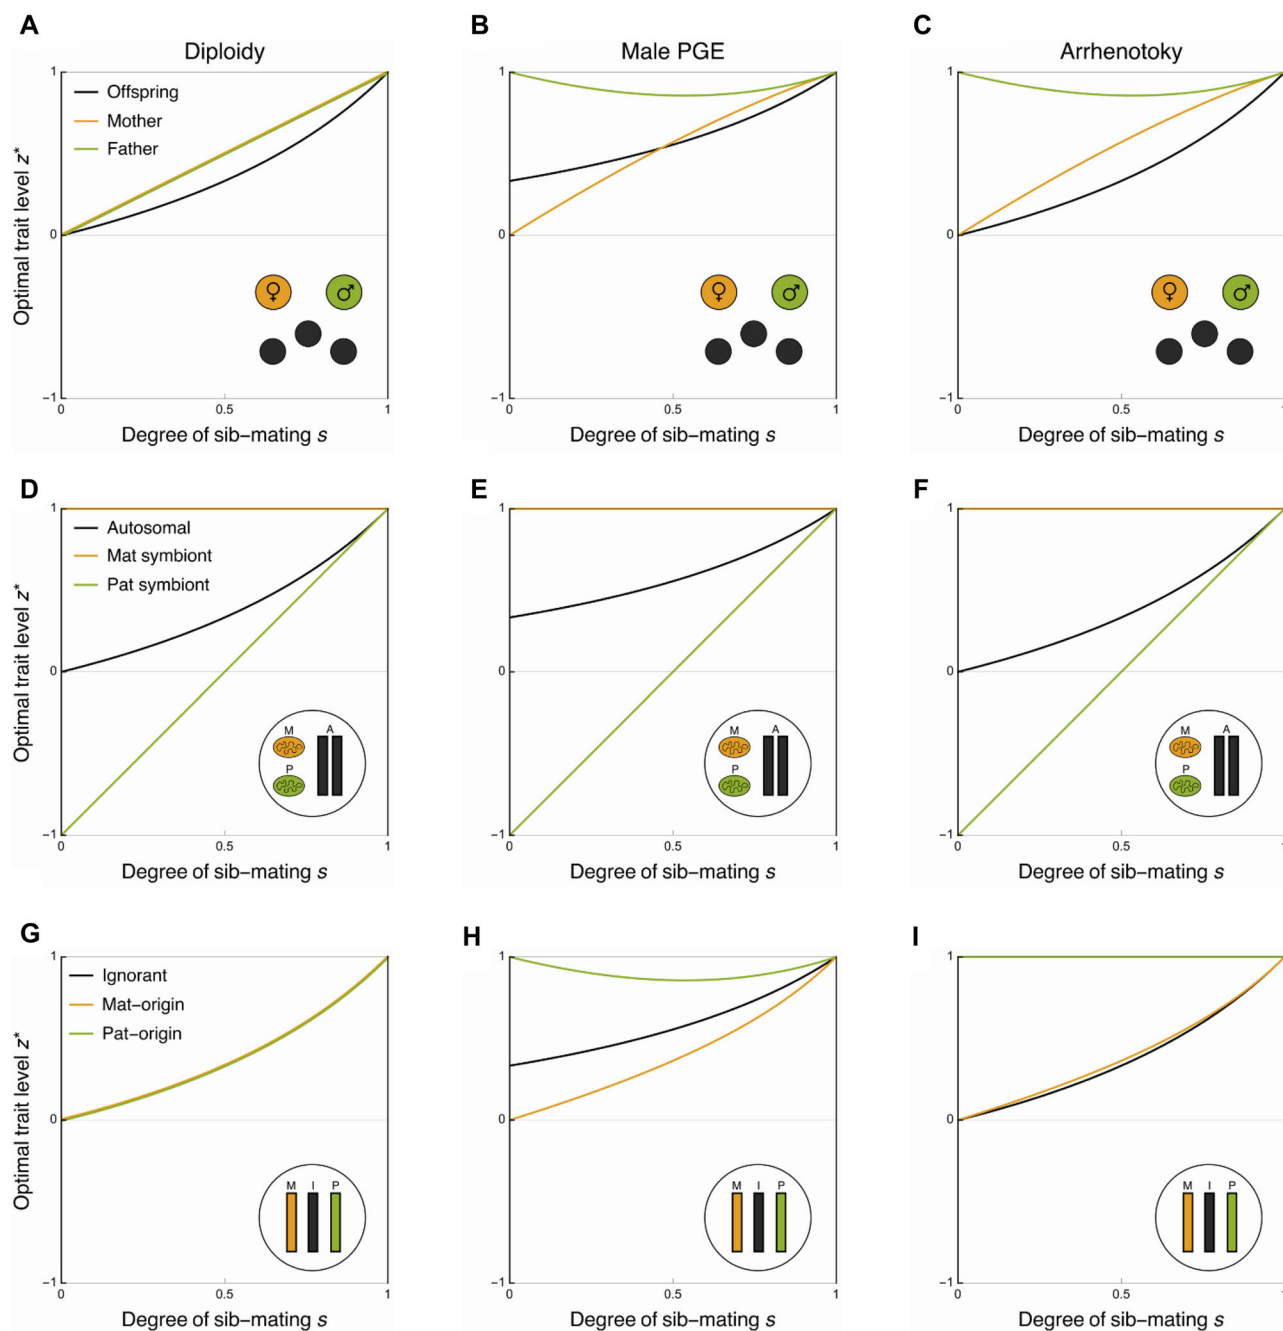 A
B
C
Diploidy
Male PGE
Arrhenotoky
Optimal trait level z*
1
0
−1
Offspring
Mother
Father
♀ ♂
0 0.5 1
Degree of sib−mating s
1
0
−1
♀ ♂
0 0.5 1
Degree of sib−mating s
1
0
−1
♀ ♂
0 0.5 1
Degree of sib−mating s
D
E
F
Optimal trait level z*
1
0
−1
Autosomal
Mat symbiont
Pat symbiont
M A
P
0 0.5 1
Degree of sib−mating s
1
0
−1
M A
P
0 0.5 1
Degree of sib−mating s
1
0
−1
M A
P
0 0.5 1
Degree of sib−mating s
G
H
I
Optimal trait level z*
1
0
−1
Ignorant
Mat−origin
Pat−origin
M I P
0 0.5 1
Degree of sib−mating s
1
0
−1
M I P
0 0.5 1
Degree of sib−mating s
1
0
−1
M I P
0 0.5 1
Degree of sib−mating s